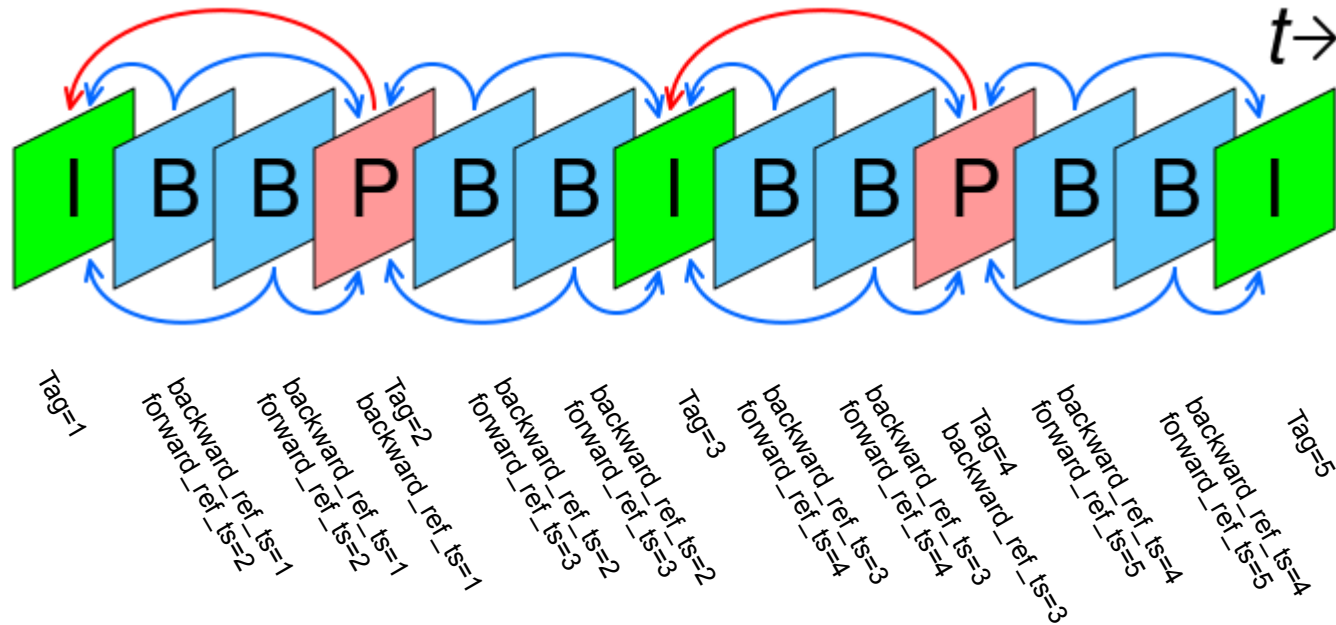 t→
I
B
B
P
B
B
I
B
B
P
B
B
I
Tag=1
backward_ref_ts=1
forward_ref_ts=2
backward_ref_ts=1
forward_ref_ts=2
Tag=2
backward_ref_ts=1
backward_ref_ts=2
forward_ref_ts=3
backward_ref_ts=2
forward_ref_ts=3
Tag=3
backward_ref_ts=3
forward_ref_ts=4
backward_ref_ts=3
forward_ref_ts=4
Tag=4
backward_ref_ts=3
backward_ref_ts=4
forward_ref_ts=5
backward_ref_ts=4
forward_ref_ts=5
Tag=5